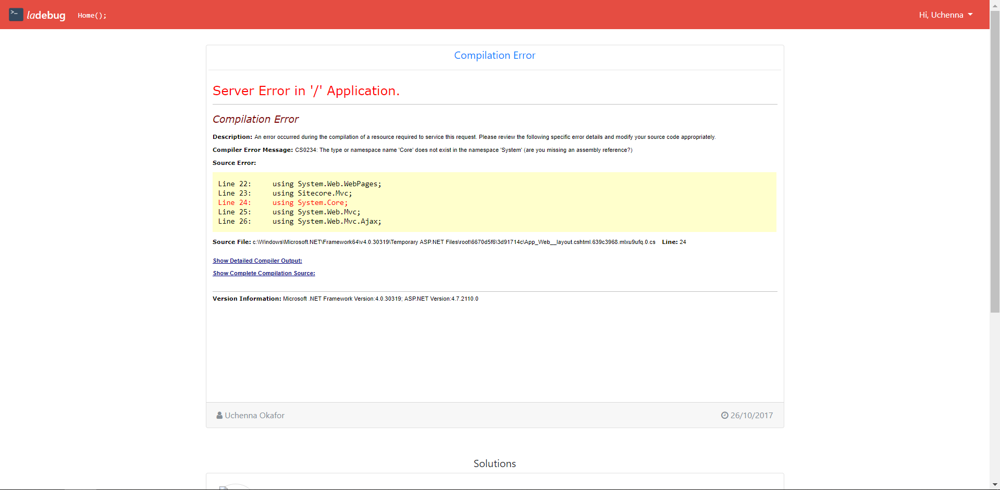 >_ ladebug Home(); Hi, Uchenna
Compilation Error
Server Error in '/' Application.
Compilation Error
Description: An error occurred during the compilation of a resource required to service this request. Please review the following specific error details and modify your source code appropriately.
Compiler Error Message: CS0234: The type or namespace name 'Core' does not exist in the namespace 'System' (are you missing an assembly reference?)
Source Error:
Line 22:     using System.Web.WebPages;
Line 23:     using Sitecore.Mvc;
Line 24:     using System.Core;
Line 25:     using System.Web.Mvc;
Line 26:     using System.Web.Mvc.Ajax;
Source File: c:\Windows\Microsoft.NET\Framework64\v4.0.30319\Temporary ASP.NET Files\root\6670d5f6\3d91714c\App_Web__layout.cshtml.639c3968.mlxu9ufq.0.cs    Line: 24
Show Detailed Compiler Output:
Show Complete Compilation Source:
Version Information: Microsoft .NET Framework Version:4.0.30319; ASP.NET Version:4.7.2110.0
Uchenna Okafor 26/10/2017
Solutions